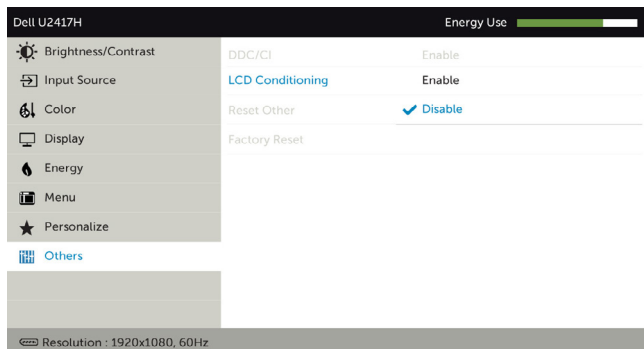 Dell U2417H Energy Use
Brightness/Contrast DDC/CI Enable
Input Source LCD Conditioning Enable
Color Reset Other Disable
Display Factory Reset
Energy
Menu
Personalize
Others
Resolution : 1920x1080, 60Hz